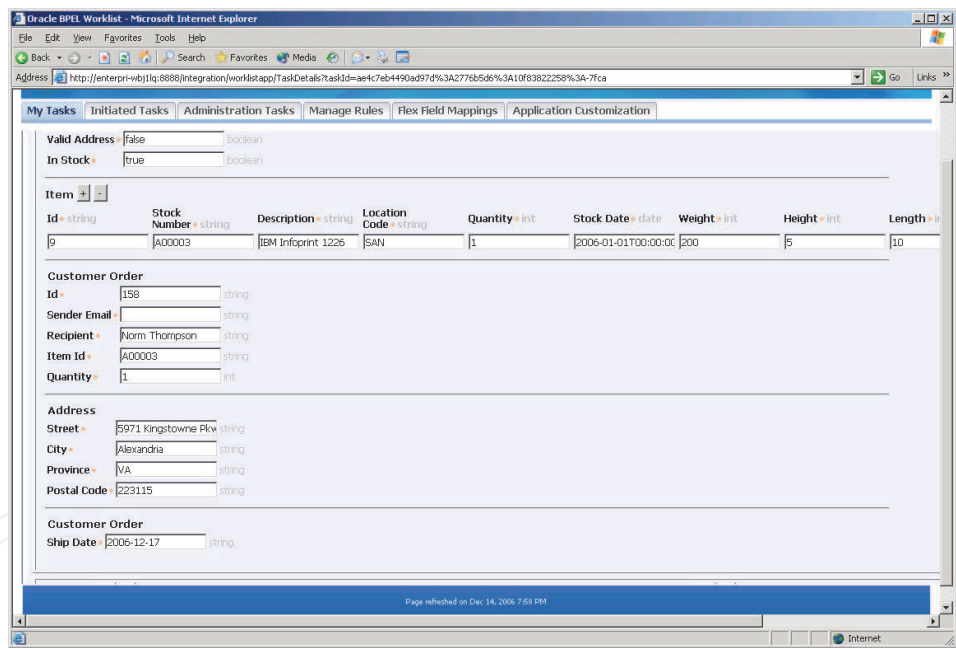 Oracle BPEL Worklist - Microsoft Internet Explorer
File Edit View Favorites Tools Help
Back Search Favorites Media
Address http://enterpri-wbj1lq:8888/integration/worklistapp/TaskDetails?taskId=ae4c7eb4490ad97d%3A2776b5d6%3A10f83822258%3A-7fca Go Links »
My Tasks Initiated Tasks Administration Tasks Manage Rules Flex Field Mappings Application Customization
Valid Address * false boolean
In Stock * true boolean
Item + -
Id * string Stock Number * string Description * string Location Code * string Quantity * int Stock Date * date Weight * int Height * int Length * in
9 A00003 IBM Infoprint 1226 SAN 1 2006-01-01T00:00:00 200 5 10
Customer Order
Id * 158 string
Sender Email * string
Recipient * Norm Thompson string
Item Id * A00003 string
Quantity * 1 int
Address
Street * 5971 Kingstowne Pkw string
City * Alexandria string
Province * VA string
Postal Code * 223115 string
Customer Order
Ship Date * 2006-12-17 string
Page refreshed on Dec 14, 2006 7:58 PM
Internet